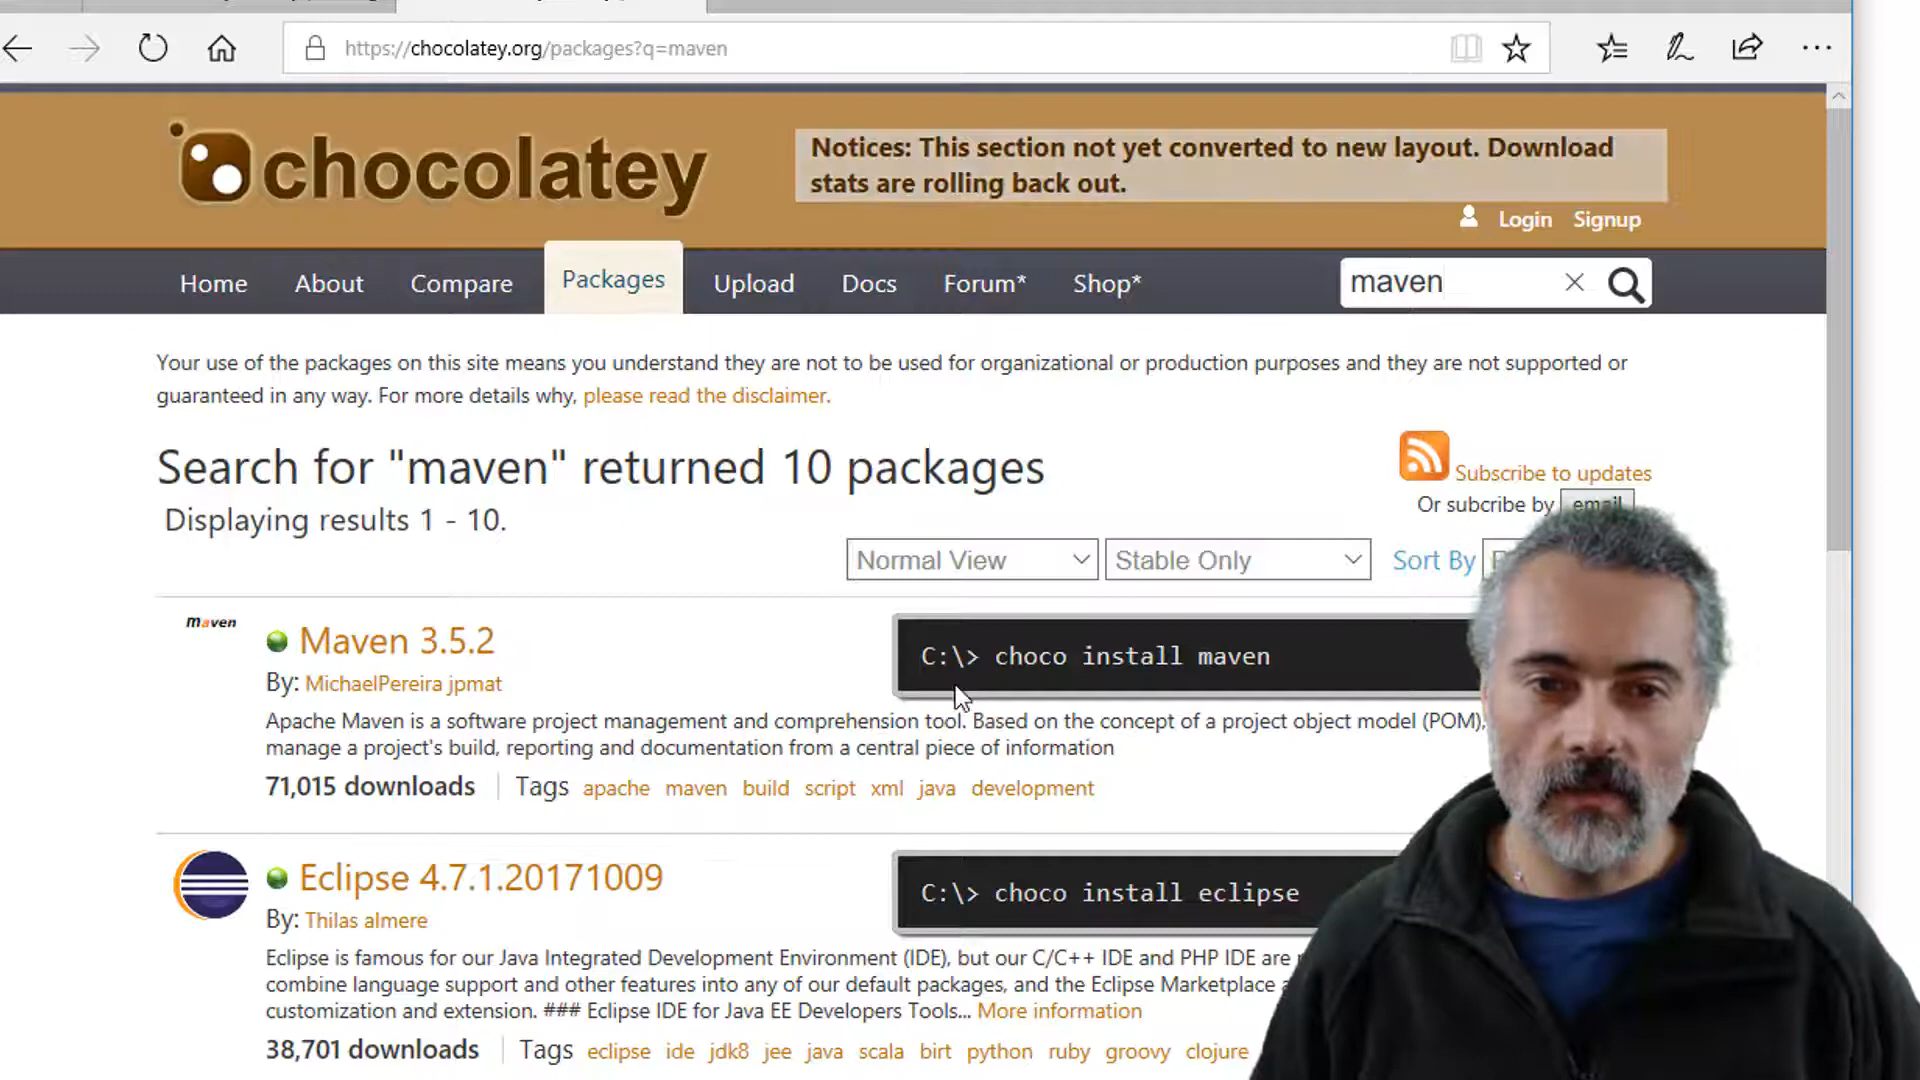 https://chocolatey.org/packages?q=maven
chocolatey
Notices: This section not yet converted to new layout. Download
stats are rolling back out.
Login Signup
Home About Compare Packages Upload Docs Forum* Shop*
maven
Your use of the packages on this site means you understand they are not to be used for organizational or production purposes and they are not supported or
guaranteed in any way. For more details why, please read the disclaimer.
Search for "maven" returned 10 packages
Subscribe to updates
Displaying results 1 - 10.
Or subcribe by email
Normal View Stable Only Sort By
maven
Maven 3.5.2
C:\> choco install maven
By: MichaelPereira jpmat
Apache Maven is a software project management and comprehension tool. Based on the concept of a project object model (POM),
manage a project's build, reporting and documentation from a central piece of information
71,015 downloads Tags apache maven build script xml java development
Eclipse 4.7.1.20171009
C:\> choco install eclipse
By: Thilas almere
Eclipse is famous for our Java Integrated Development Environment (IDE), but our C/C++ IDE and PHP IDE are
combine language support and other features into any of our default packages, and the Eclipse Marketplace
customization and extension. ### Eclipse IDE for Java EE Developers Tools... More information
38,701 downloads Tags eclipse ide jdk8 jee java scala birt python ruby groovy clojure